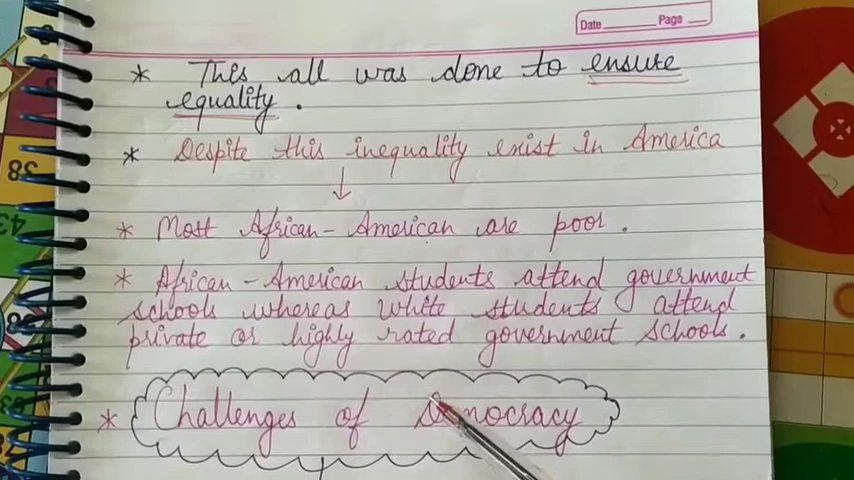 Date Page
* This all was done to ensure
equality.
* Despite this inequality exist in America
↓
* Most African-American are poor.
* African-American students attend government
schools whereas white students attend
private or highly rated government schools.
* Challenges of Democracy
38
43